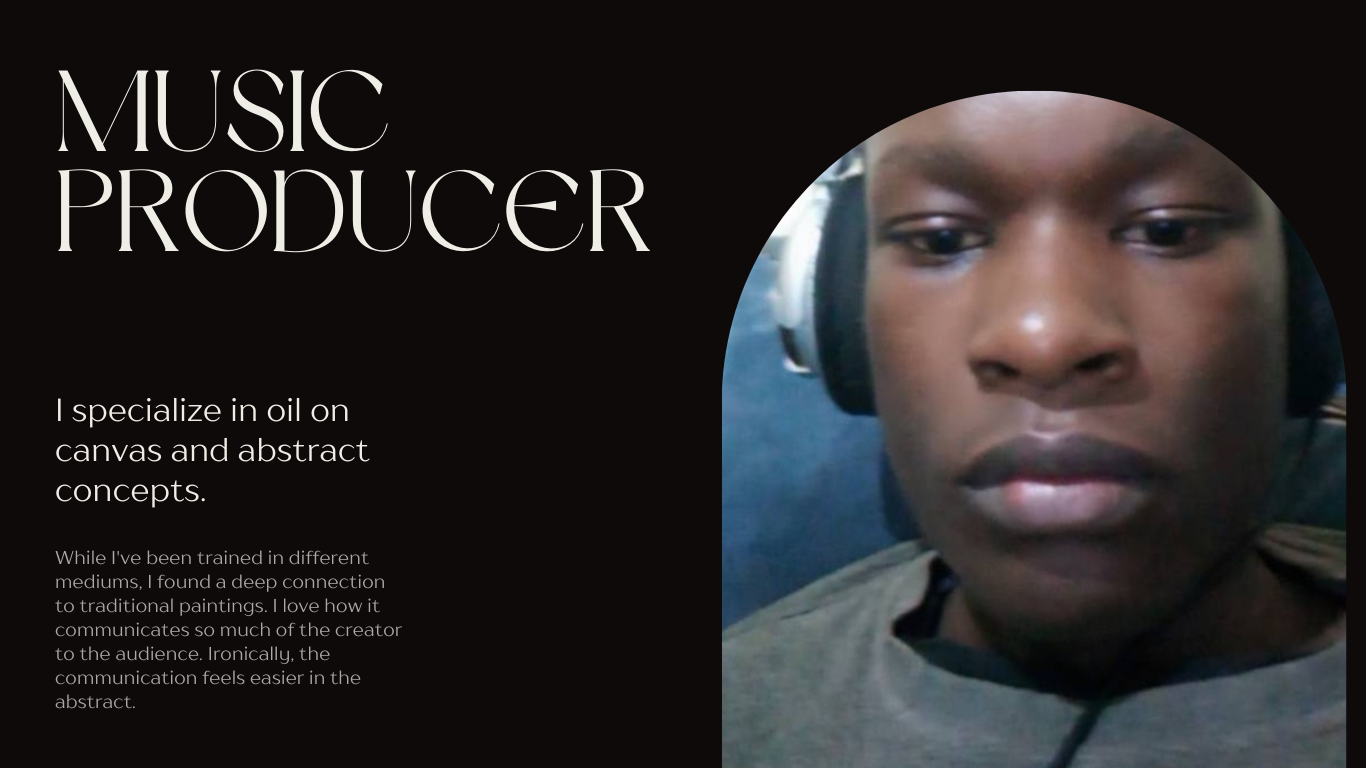 MUSIC
PRODUCER
I specialize in oil on
canvas and abstract
concepts.
While I've been trained in different
mediums, I found a deep connection
to traditional paintings. I love how it
communicates so much of the creator
to the audience. Ironically, the
communication feels easier in the
abstract.